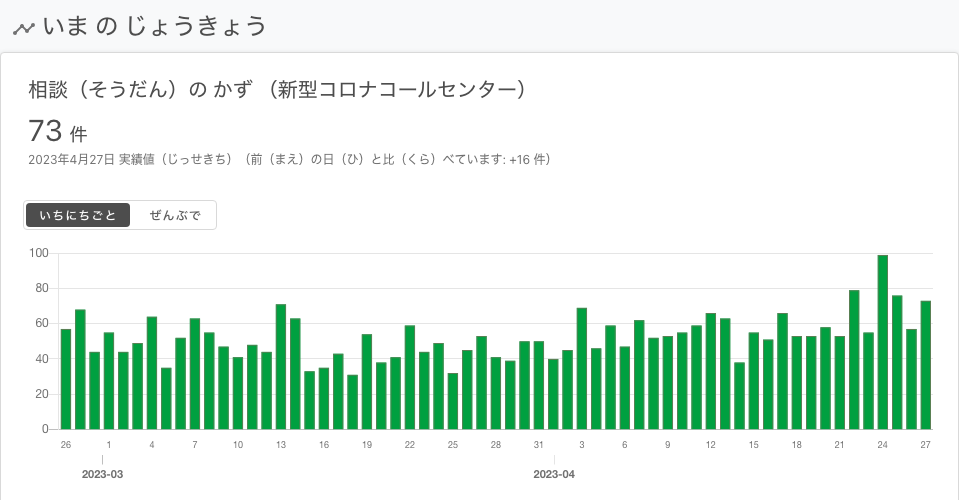 いま の じょうきょう
相談（そうだん）の かず （新型コロナコールセンター）
73 件
2023年4月27日 実績値（じっせきち）（前（まえ）の日（ひ）と比（くら）べています: +16 件）
いちにちごと ぜんぶで
100
80
60
40
20
0
26 1 4 7 10 13 16 19 22 25 28 31 3 6 9 12 15 18 21 24 27
2023-03 2023-04